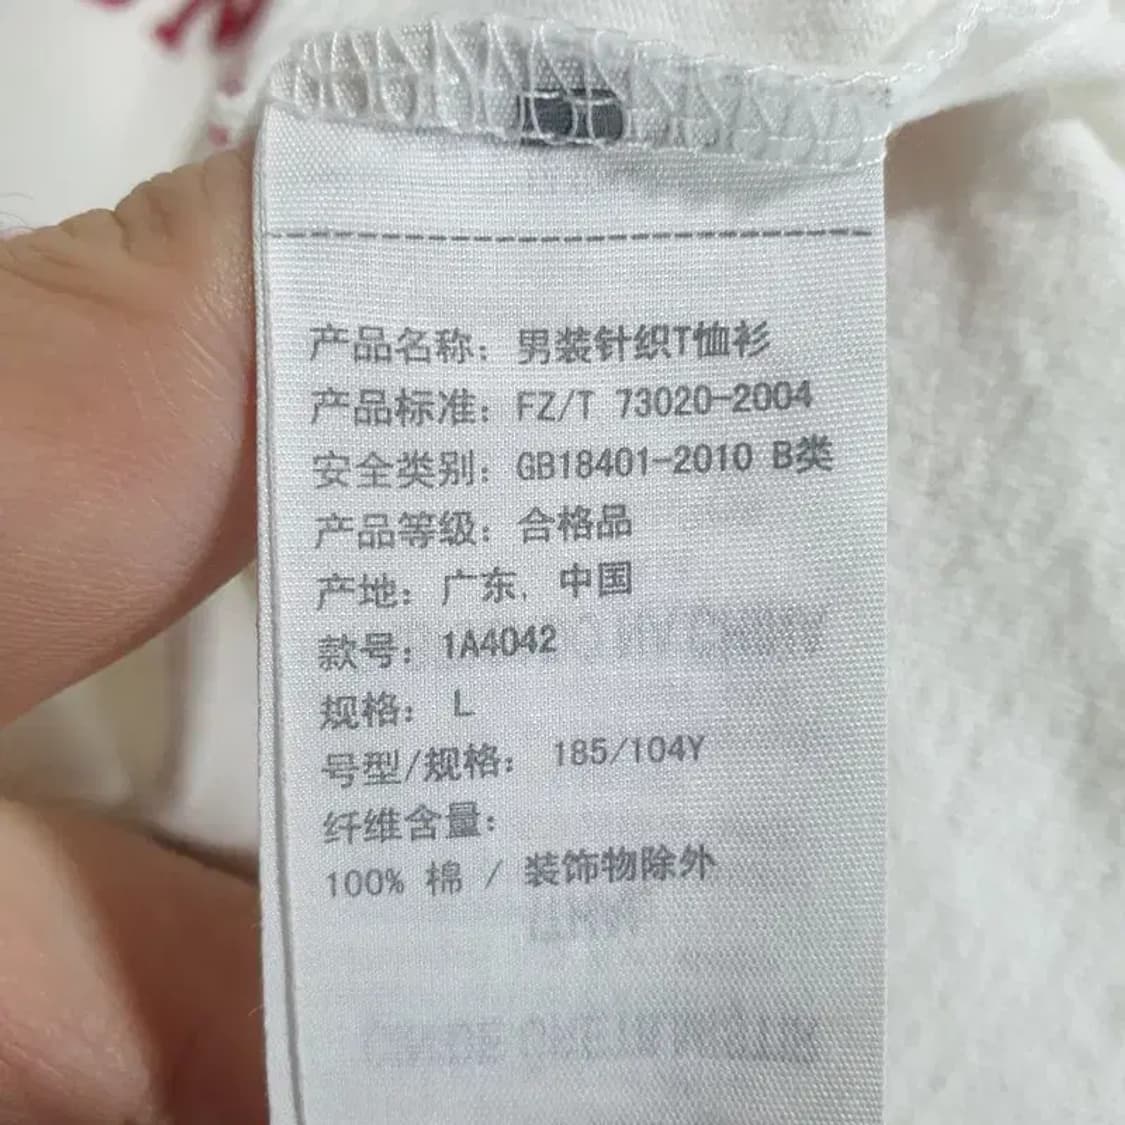 产品名称：男装针织T恤衫
产品标准：FZ/T 73020-2004
安全类别：GB18401-2010 B类
产品等级：合格品
产地：广东，中国
款号：1A4042
规格：L
号型/规格：185/104Y
纤维含量：
100% 棉 / 装饰物除外